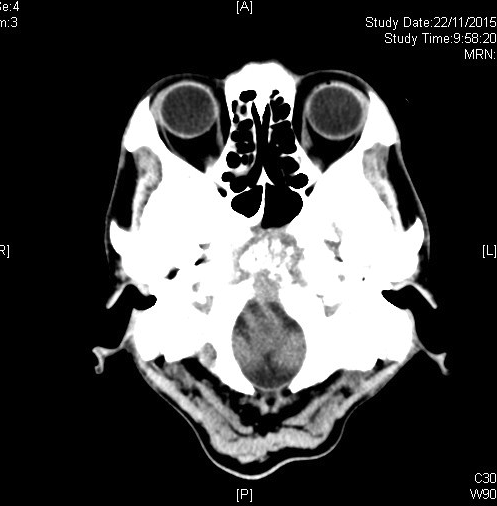 Se:4
m:3
[A]
Study Date:22/11/2015
Study Time:9:58:20
MRN:
R]
[L]
[P]
C30
W90